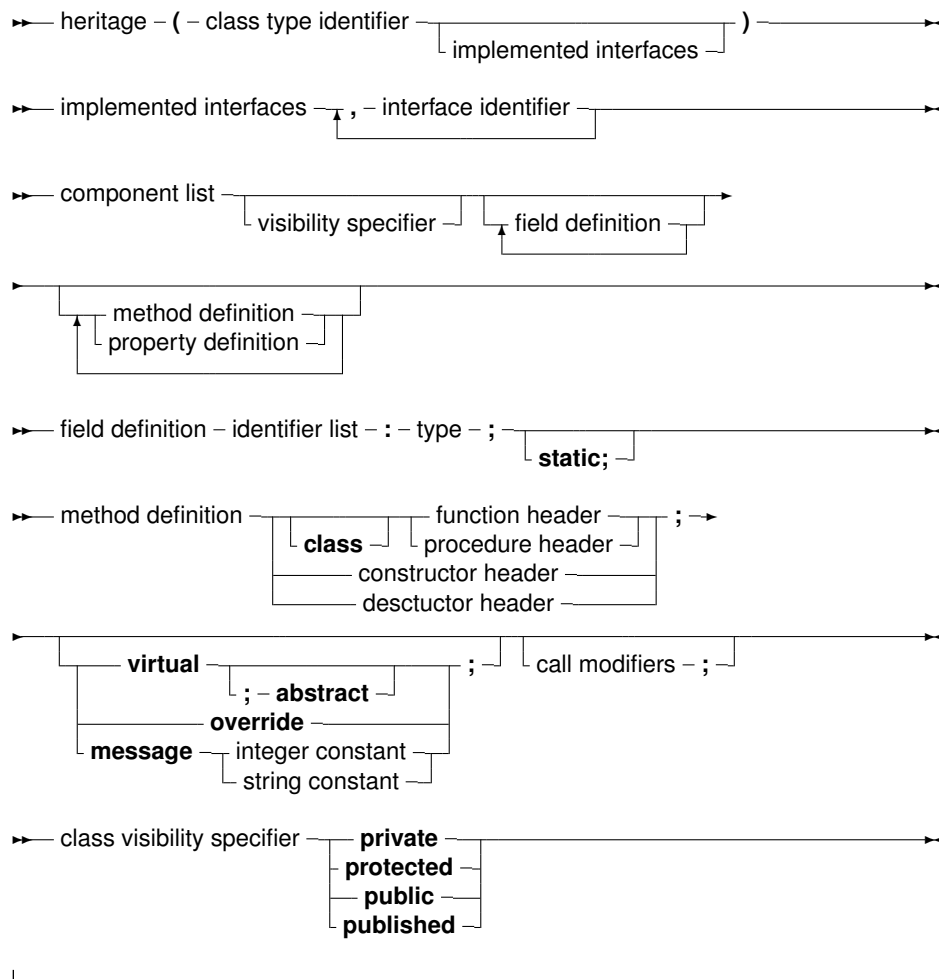 heritage ( class type identifier )
implemented interfaces
implemented interfaces , interface identifier
component list
visibility specifier field definition
method definition
property definition
field definition identifier list : type ;
static;
method definition function header ;
class procedure header
constructor header
desctuctor header
virtual ; call modifiers ;
; abstract
override
message integer constant
string constant
class visibility specifier private
protected
public
published